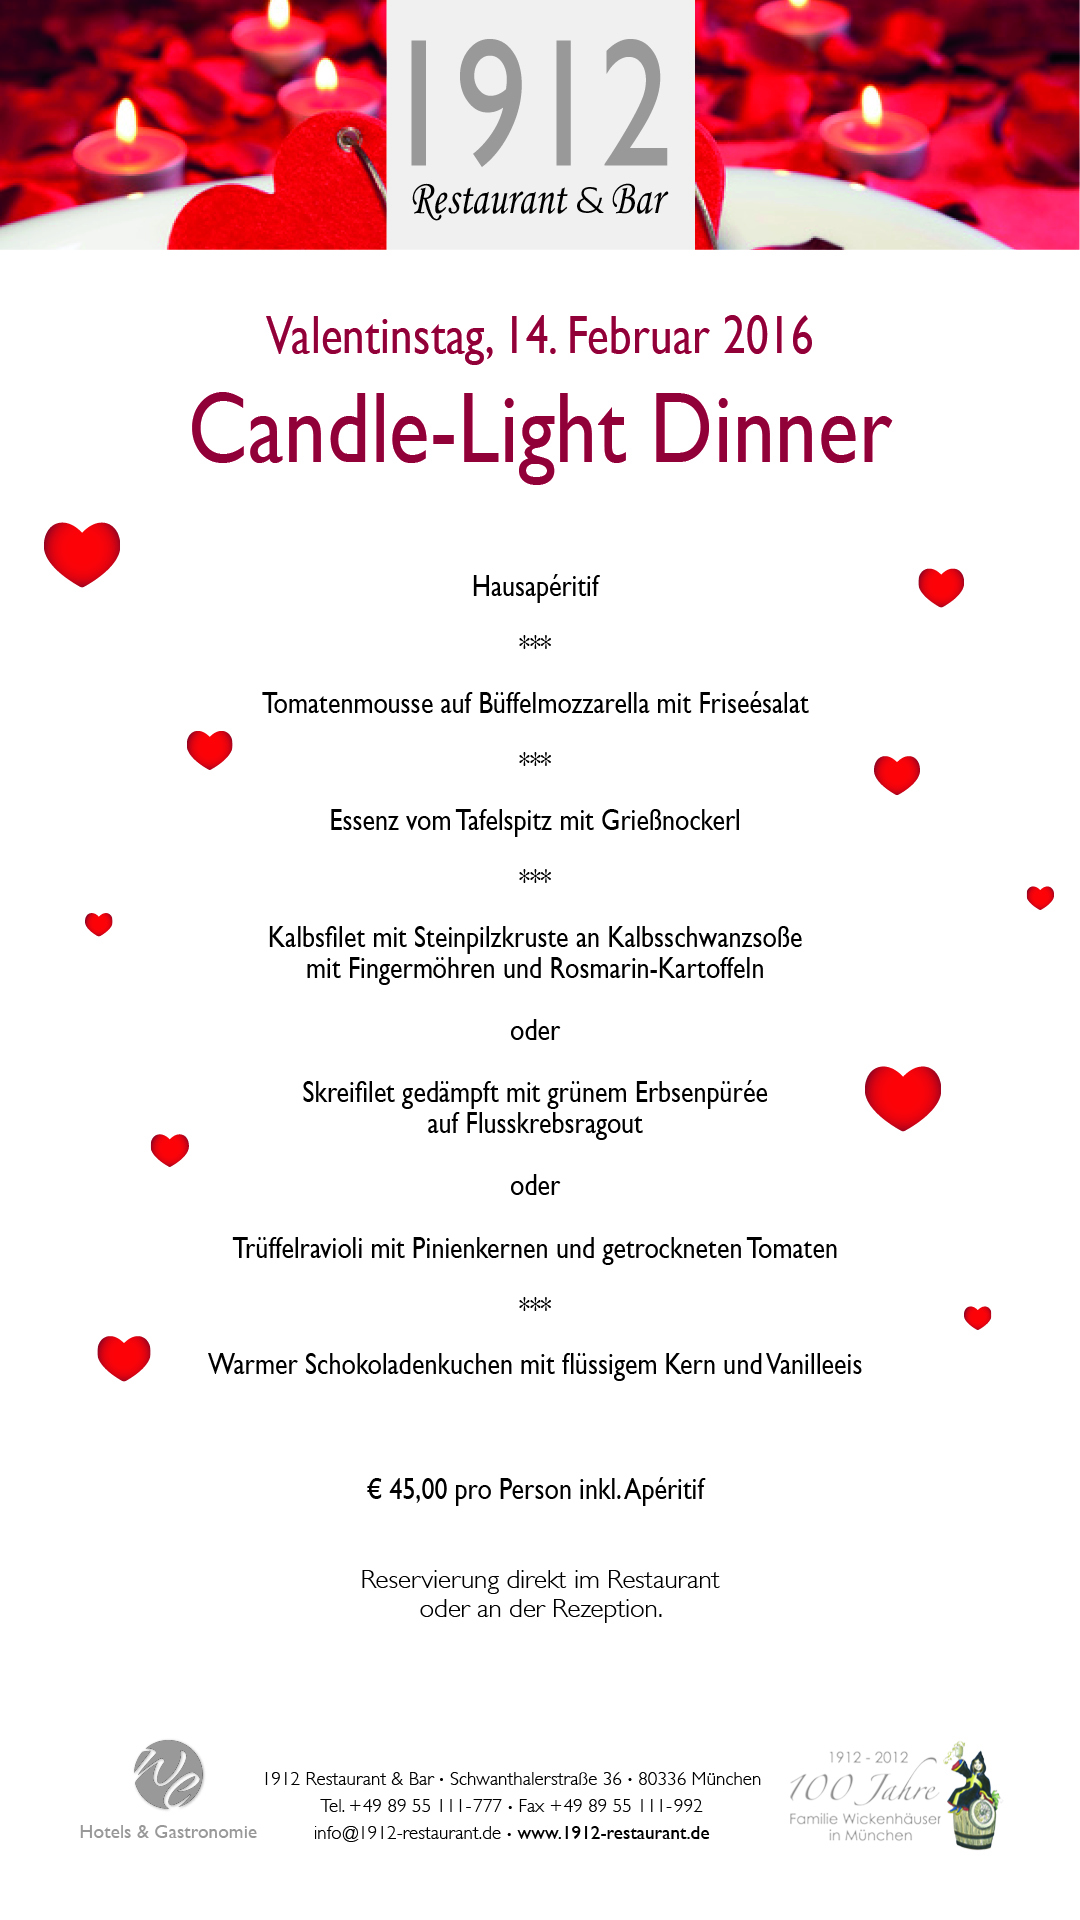 1912
Restaurant & Bar
Valentinstag, 14. Februar 2016
Candle-Light Dinner
Hausapéritif
***
Tomatenmousse auf Büffelmozzarella mit Friseésalat
***
Essenz vom Tafelspitz mit Grießnockerl
***
Kalbsfilet mit Steinpilzkruste an Kalbsschwanzsoße
mit Fingermöhren und Rosmarin-Kartoffeln
oder
Skreifilet gedämpft mit grünem Erbsenpürée
auf Flusskrebsragout
oder
Trüffelravioli mit Pinienkernen und getrockneten Tomaten
***
Warmer Schokoladenkuchen mit flüssigem Kern und Vanilleeis
€ 45,00 pro Person inkl. Apéritif
Reservierung direkt im Restaurant
oder an der Rezeption.
We
Hotels & Gastronomie
1912 Restaurant & Bar • Schwanthalerstraße 36 • 80336 München
Tel. +49 89 55 111-777 • Fax +49 89 55 111-992
info@1912-restaurant.de • www.1912-restaurant.de
1912 - 2012
100 Jahre
Familie Wickenhäuser
in München